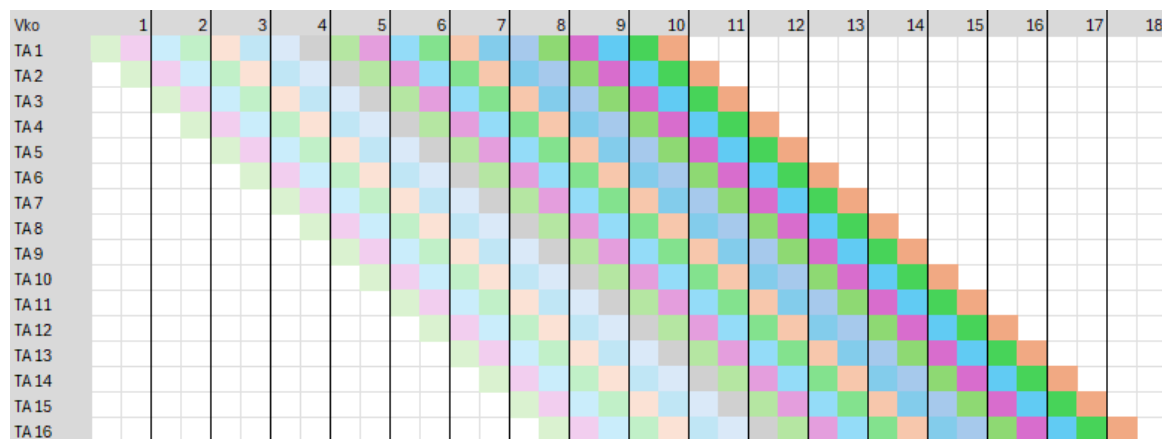 Vko 1 2 3 4 5 6 7 8 9 10 11 12 13 14 15 16 17 18
TA 1
TA 2
TA 3
TA 4
TA 5
TA 6
TA 7
TA 8
TA 9
TA 10
TA 11
TA 12
TA 13
TA 14
TA 15
TA 16